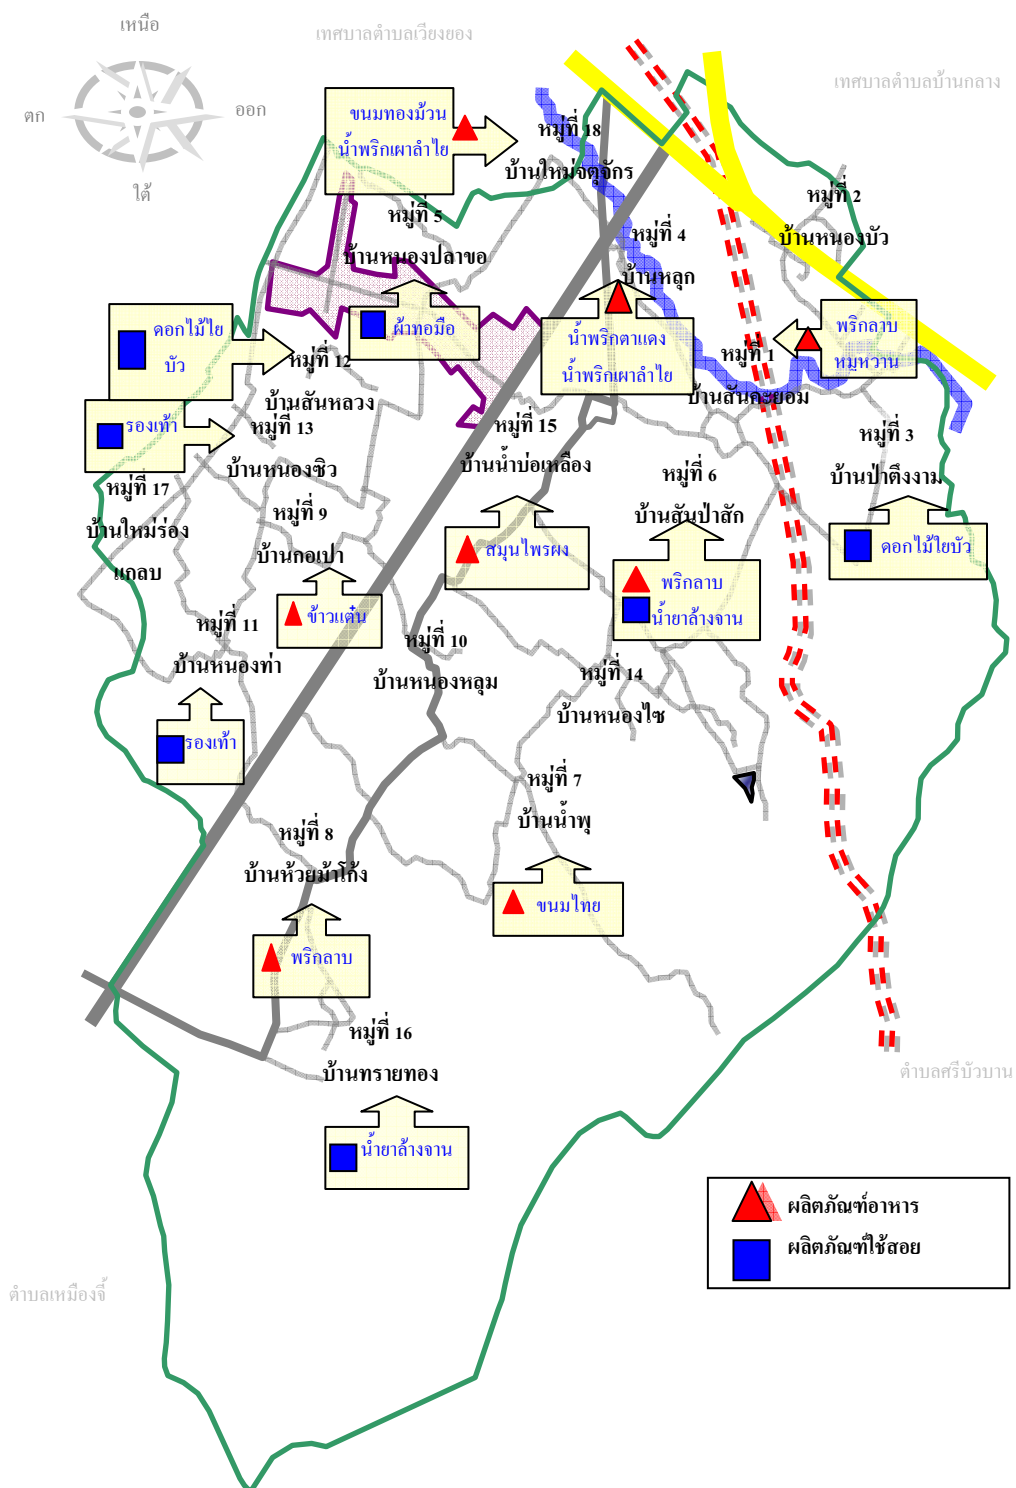 เหนือ
ตก
ออก
ใต้
เทศบาลตำบลเวียงยอง
เทศบาลตำบลบ้านกลาง
ขนมทองม้วน
น้ำพริกเผาลำไย
หมู่ที่ 18
บ้านใหม่จตุจักร
หมู่ที่ 5
บ้านหนองปลาขอ
ผ้าทอมือ
หมู่ที่ 4
บ้านหลุก
น้ำพริกตาแดง
น้ำพริกเผาลำไย
หมู่ที่ 2
บ้านหนองบัว
หมู่ที่ 1
บ้านสันกะยอม
พริกลาบ
หมูหวาน
ดอกไม้ใย
บัว
หมู่ที่ 12
บ้านสันหลวง
รองเท้า
หมู่ที่ 13
บ้านหนองซิว
หมู่ที่ 15
บ้านน้ำบ่อเหลือง
สมุนไพรผง
หมู่ที่ 6
บ้านสันป่าสัก
พริกลาบ
น้ำยาล้างจาน
หมู่ที่ 3
บ้านป่าตึงงาม
ดอกไม้ใยบัว
หมู่ที่ 17
บ้านใหม่ร่อง
แกลบ
หมู่ที่ 9
บ้านกอเปา
ข้าวแต๋น
หมู่ที่ 11
บ้านหนองท่า
รองเท้า
หมู่ที่ 10
บ้านหนองหลุม
หมู่ที่ 14
บ้านหนองไซ
หมู่ที่ 7
บ้านน้ำพุ
ขนมไทย
หมู่ที่ 8
บ้านห้วยม้าโก้ง
พริกลาบ
หมู่ที่ 16
บ้านทรายทอง
น้ำยาล้างจาน
ตำบลศรีบัวบาน
ตำบลเหมืองจี้
ผลิตภัณฑ์อาหาร
ผลิตภัณฑ์ใช้สอย